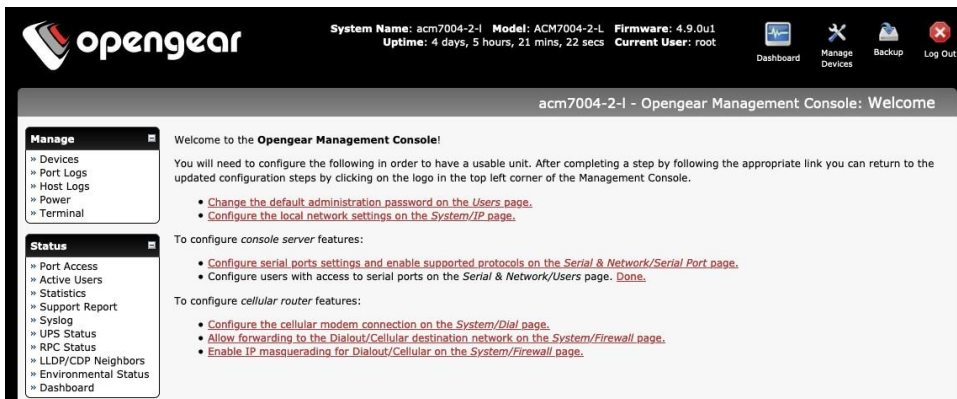 opengear
System Name: acm7004-2-l Model: ACM7004-2-L Firmware: 4.9.0u1
Uptime: 4 days, 5 hours, 21 mins, 22 secs Current User: root
Dashboard
Manage
Devices
Backup
Log Out
acm7004-2-l - Opengear Management Console: Welcome
Manage
» Devices
» Port Logs
» Host Logs
» Power
» Terminal
Status
» Port Access
» Active Users
» Statistics
» Support Report
» Syslog
» UPS Status
» RPC Status
» LLDP/CDP Neighbors
» Environmental Status
» Dashboard
Welcome to the Opengear Management Console!
You will need to configure the following in order to have a usable unit. After completing a step by following the appropriate link you can return to the
updated configuration steps by clicking on the logo in the top left corner of the Management Console.
• Change the default administration password on the Users page.
• Configure the local network settings on the System/IP page.
To configure console server features:
• Configure serial ports settings and enable supported protocols on the Serial & Network/Serial Port page.
• Configure users with access to serial ports on the Serial & Network/Users page. Done.
To configure cellular router features:
• Configure the cellular modem connection on the System/Dial page.
• Allow forwarding to the Dialout/Cellular destination network on the System/Firewall page.
• Enable IP masquerading for Dialout/Cellular on the System/Firewall page.